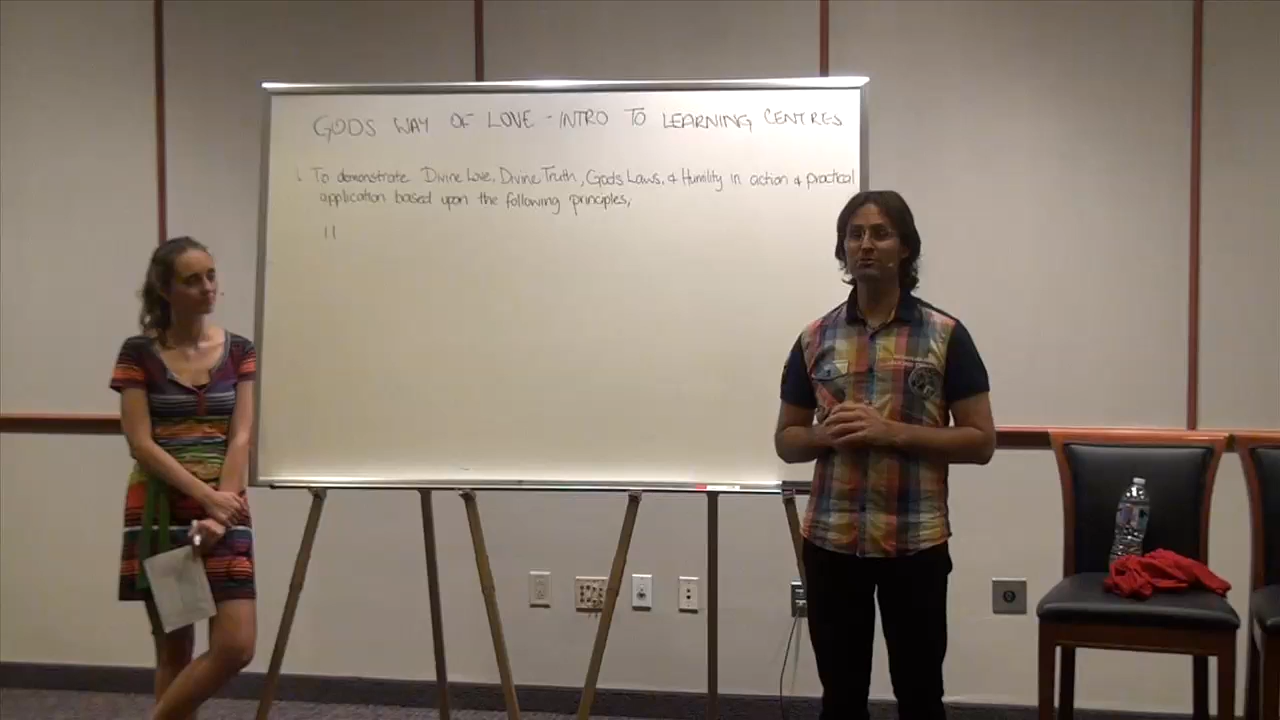 GODS WAY OF LOVE - INTRO TO LEARNING CENTRES
1. To demonstrate Divine Love, Divine Truth, Gods Laws, & Humility in action & practical
application based upon the following principles,
11